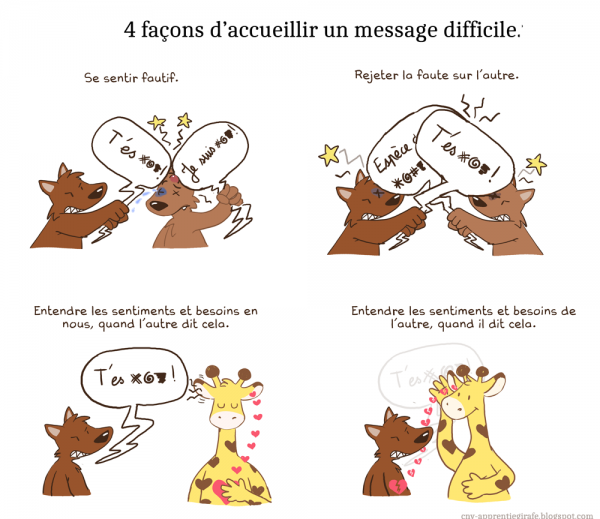 4 façons d'accueillir un message difficile.
Se sentir fautif.
Rejeter la faute sur l'autre.
T'es *@☠!
Je suis *@☠!
Espèce d
*@#☠!
T'es *@☠!
Entendre les sentiments et besoins en
nous, quand l'autre dit cela.
Entendre les sentiments et besoins de
l'autre, quand il dit cela.
T'es *@☠!
T'es *@☠!
cnv-apprentiegirafe.blogspot.com